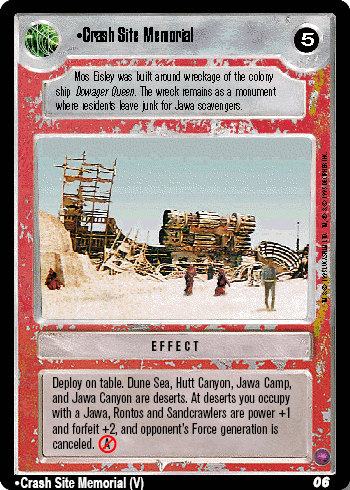 •Crash Site Memorial
5
Mos Eisley was built around wreckage of the colony
ship Dowager Queen. The wreck remains as a monument
where residents leave junk for Jawa scavengers.
EFFECT
Deploy on table. Dune Sea, Hutt Canyon, Jawa Camp,
and Jawa Canyon are deserts. At deserts you occupy
with a Jawa, Rontos and Sandcrawlers are power +1
and forfeit +2, and opponent's Force generation is
canceled. A
•Crash Site Memorial (V)
06